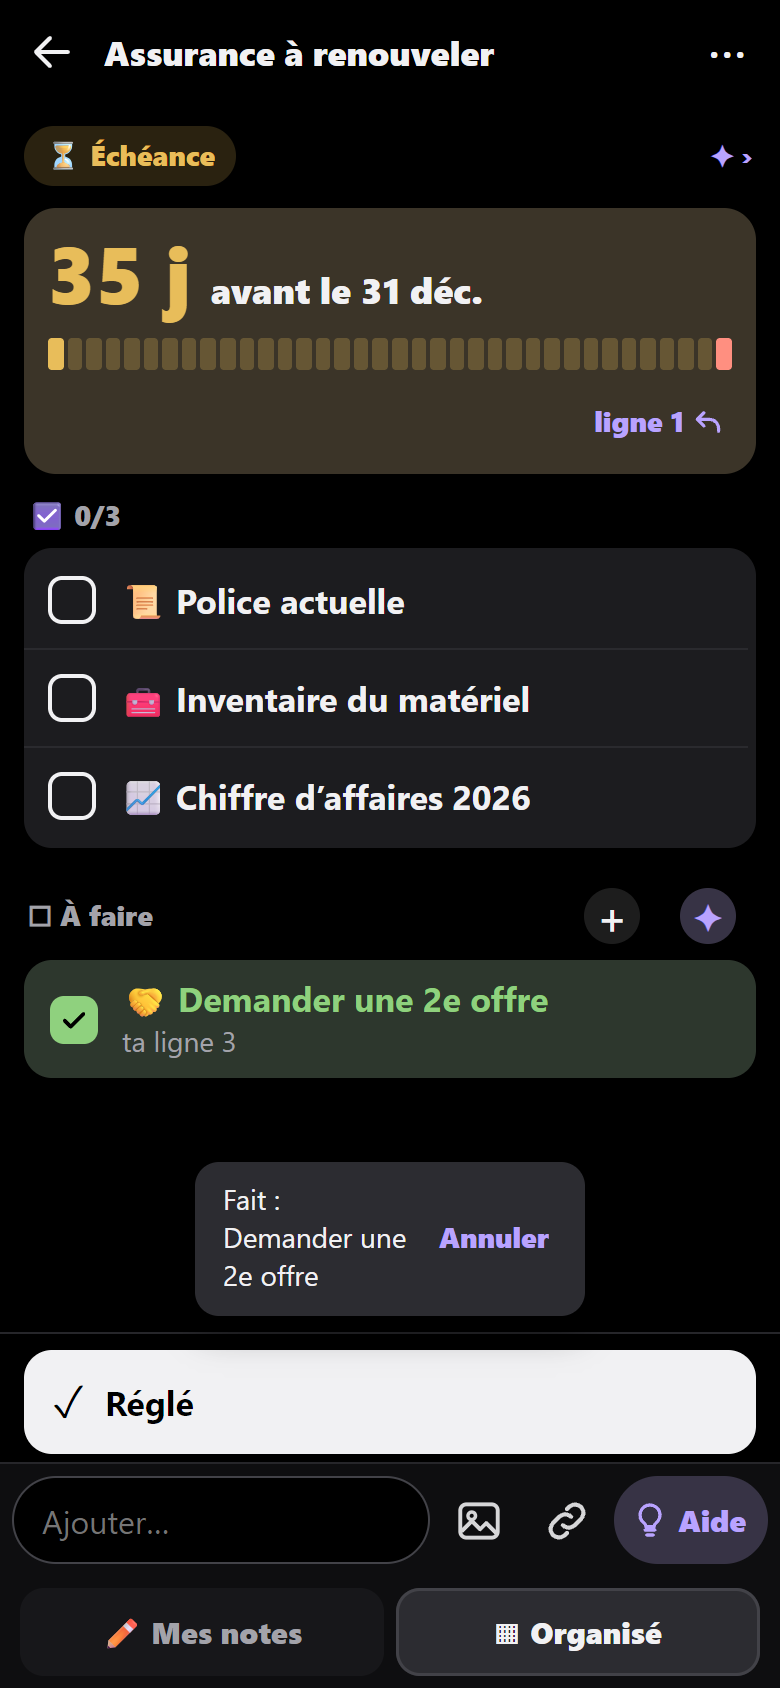 Assurance à renouveler
Échéance
35 j avant le 31 déc.
ligne 1
0/3
Police actuelle
Inventaire du matériel
Chiffre d’affaires 2026
À faire
Demander une 2e offre
ta ligne 3
Fait :
Demander une
2e offre
Annuler
Réglé
Ajouter...
Aide
Mes notes
Organisé